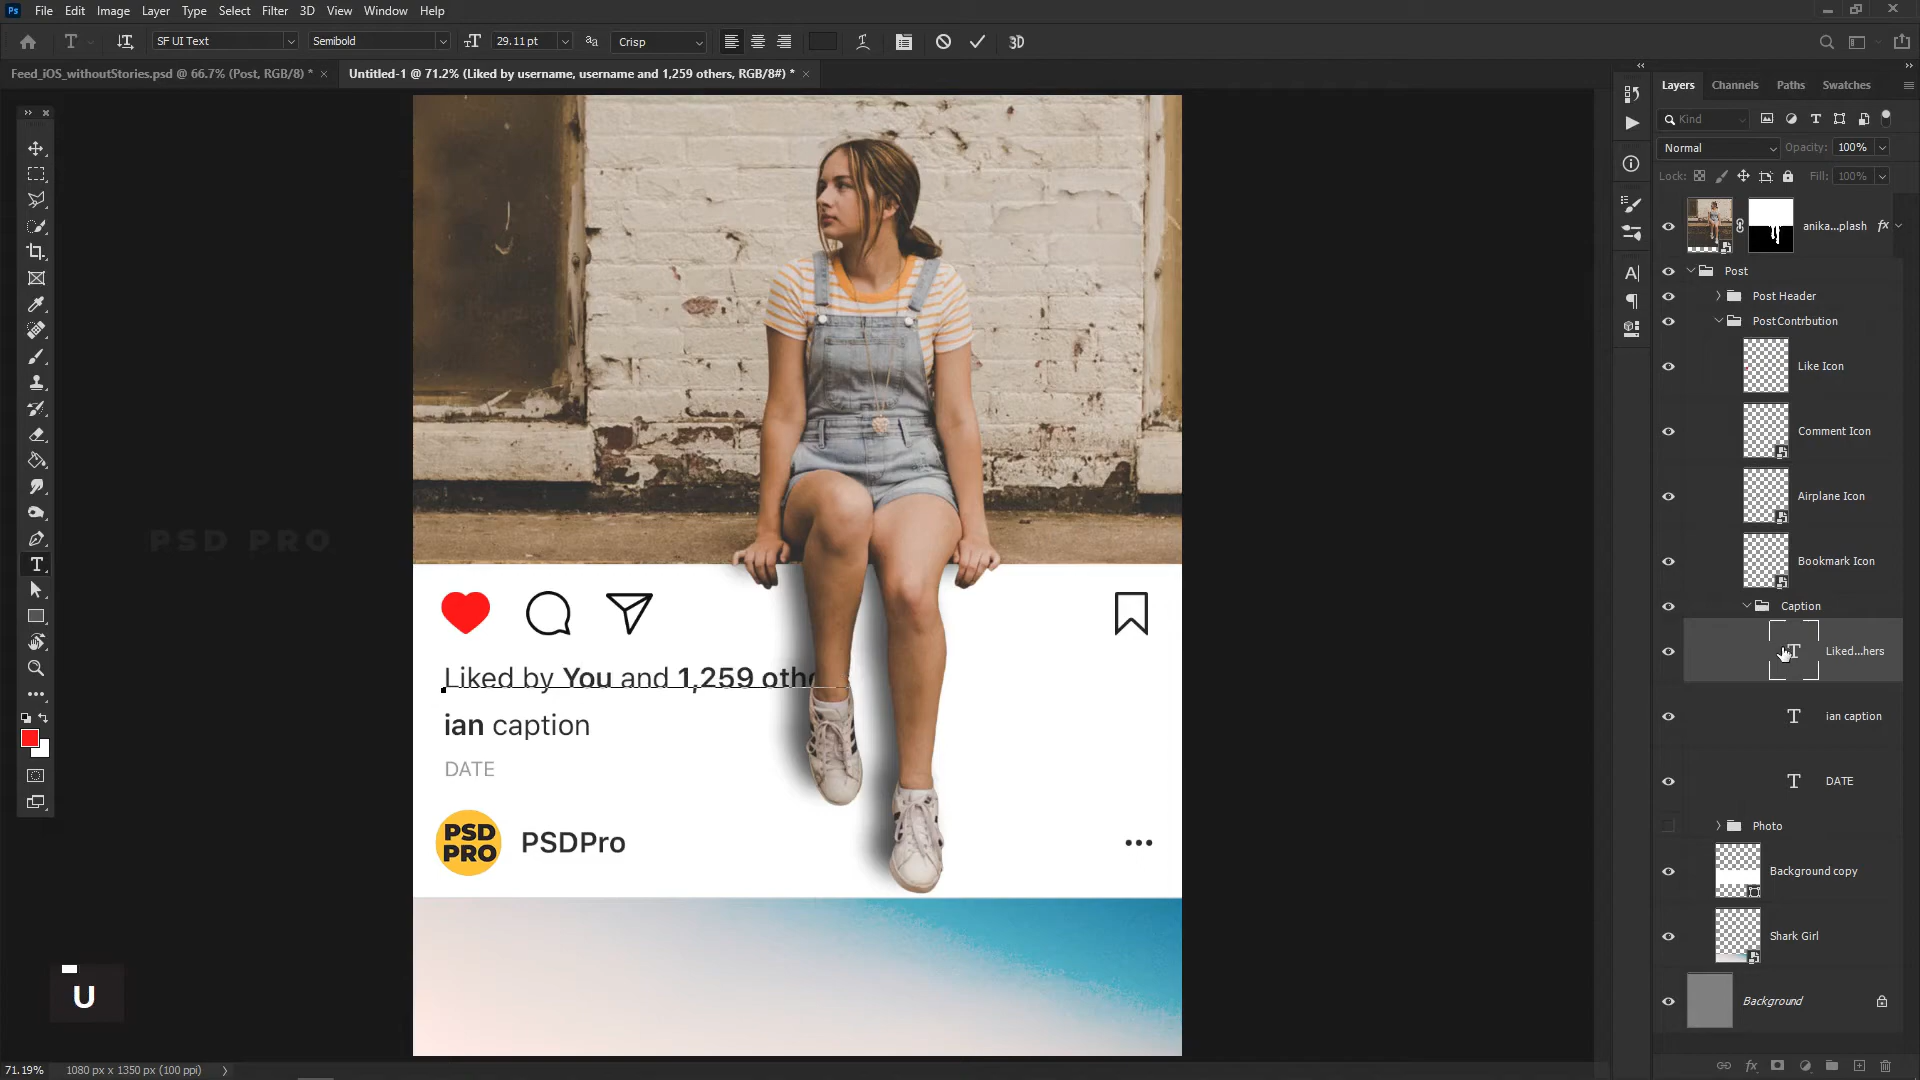 Ps File Edit Image Layer Type Select Filter 3D View Window Help
SF UI Text Semibold 29.11 pt aa Crisp 3D
Feed_iOS_withoutStories.psd @ 66.7% (Post, RGB/8) * × Untitled-1 @ 71.2% (Liked by username, username and 1,259 others, RGB/8#) * ×
Layers Channels Paths Swatches
Kind
Normal Opacity: 100%
Lock: Fill: 100%
anika...plash fx
Post
Post Header
PostContrbution
Like Icon
Comment Icon
Airplane Icon
Bookmark Icon
Caption
Liked...hers
ian caption
DATE
Photo
Background copy
Shark Girl
Background
PSD PRO
Liked by You and 1,259 othe
ian caption
DATE
PSD
PRO
PSDPro
U
71.19% 1080 px x 1350 px (100 ppi)